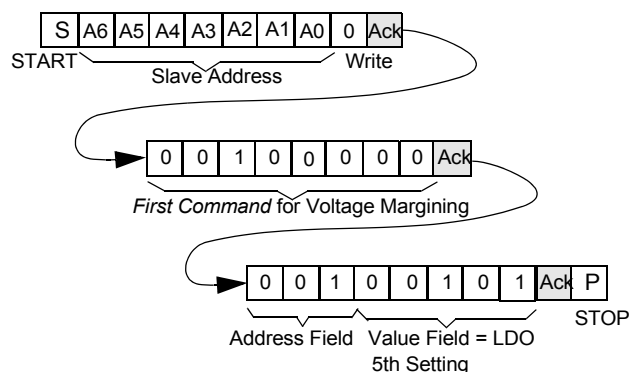 S A6 A5 A4 A3 A2 A1 A0 0 Ack
START Slave Address Write
0 0 1 0 0 0 0 0 Ack
First Command for Voltage Margining
0 0 1 0 0 1 0 1 Ack P
STOP
Address Field Value Field = LDO
5th Setting